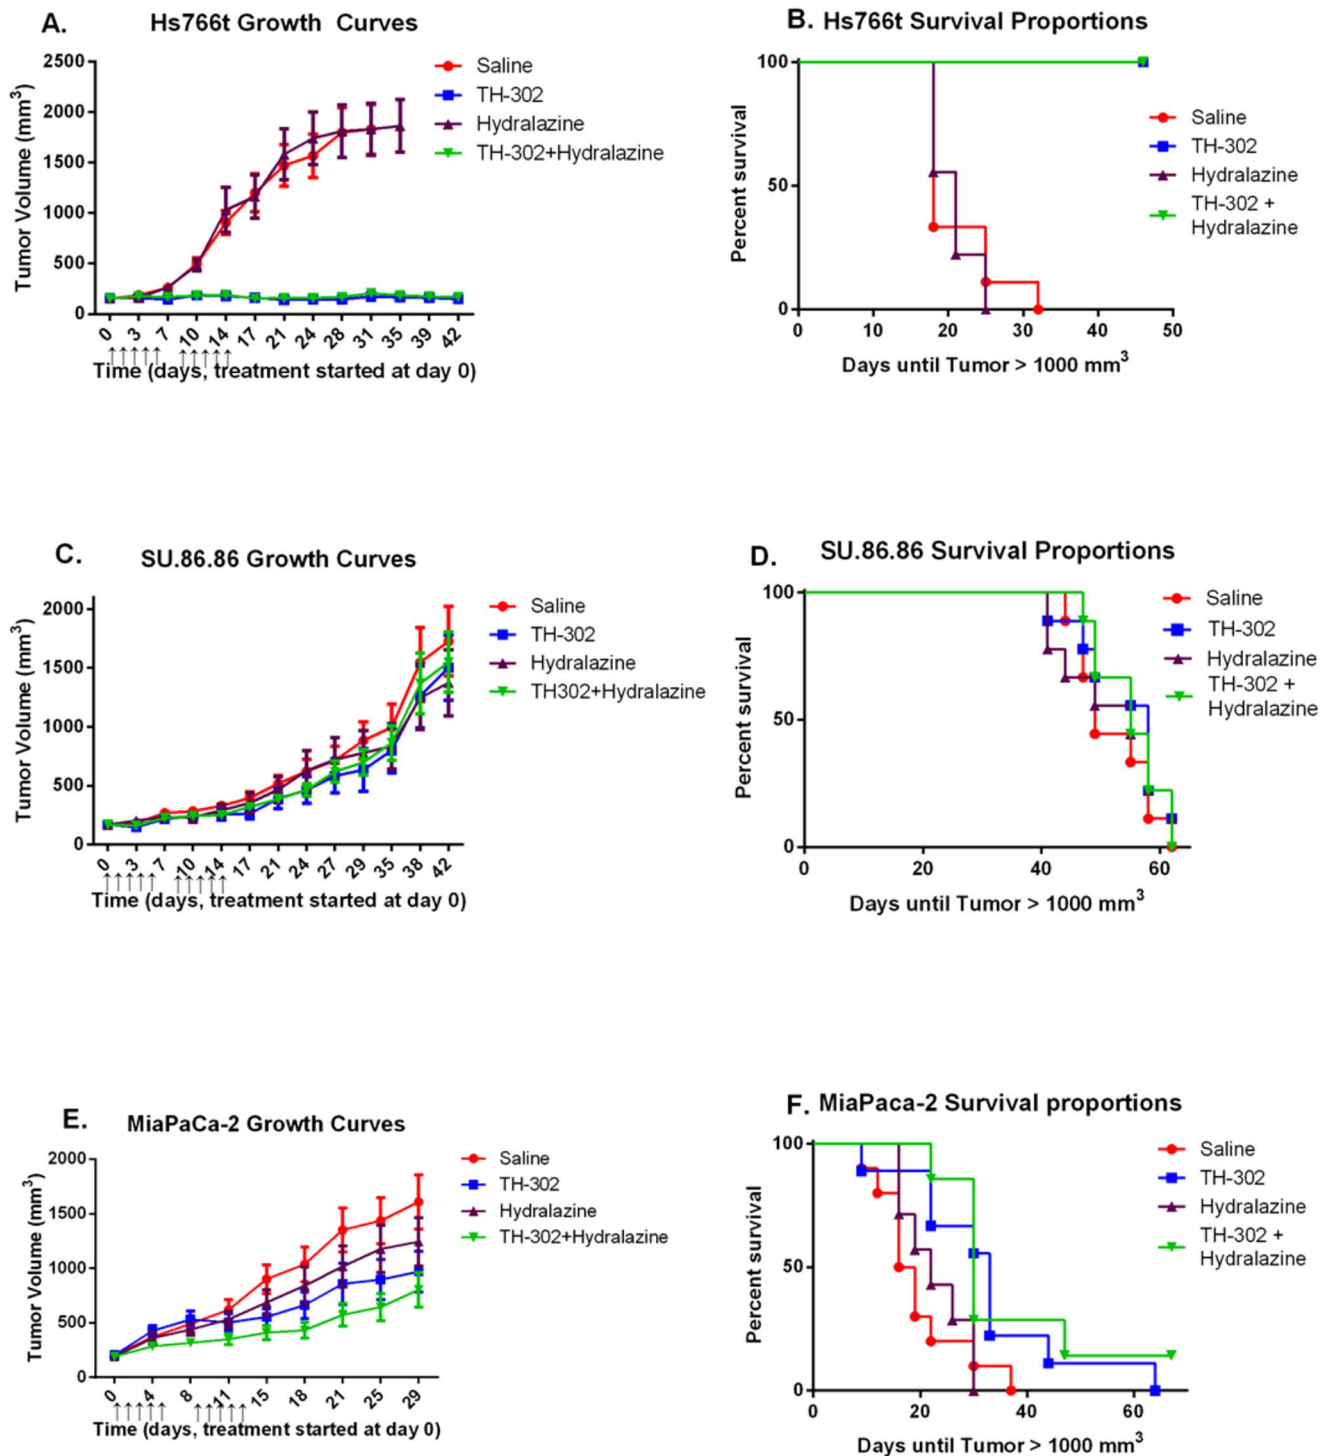 A.
Hs766t Growth Curves
Tumor Volume (mm3)
2500
2000
1500
1000
500
0
0 3 7 10 14 17 21 24 28 31 35 39 42
↑↑↑↑↑ ↑↑↑↑↑
Time (days, treatment started at day 0)
Saline
TH-302
Hydralazine
TH-302+Hydralazine
B. Hs766t Survival Proportions
Percent survival
100
50
0
0 10 20 30 40 50
Days until Tumor > 1000 mm3
Saline
TH-302
Hydralazine
TH-302 +
Hydralazine
C.
SU.86.86 Growth Curves
Tumor Volume (mm3)
2000
1500
1000
500
0
0 3 7 10 14 17 21 24 27 29 35 38 42
↑↑↑↑↑ ↑↑↑↑↑
Time (days, treatment started at day 0)
Saline
TH-302
Hydralazine
TH302+Hydralazine
D.
SU.86.86 Survival Proportions
Percent survival
100
50
0
0 20 40 60
Days until Tumor > 1000 mm3
Saline
TH-302
Hydralazine
TH-302 +
Hydralazine
E.
MiaPaCa-2 Growth Curves
Tumor Volume (mm3)
2000
1500
1000
500
0
0 4 8 11 15 18 21 25 29
↑↑↑↑↑ ↑↑↑↑↑
Time (days, treatment started at day 0)
Saline
TH-302
Hydralazine
TH-302+Hydralazine
F. MiaPaca-2 Survival proportions
Percent survival
100
50
0
0 20 40 60
Days until Tumor > 1000 mm3
Saline
TH-302
Hydralazine
TH-302 +
Hydralazine